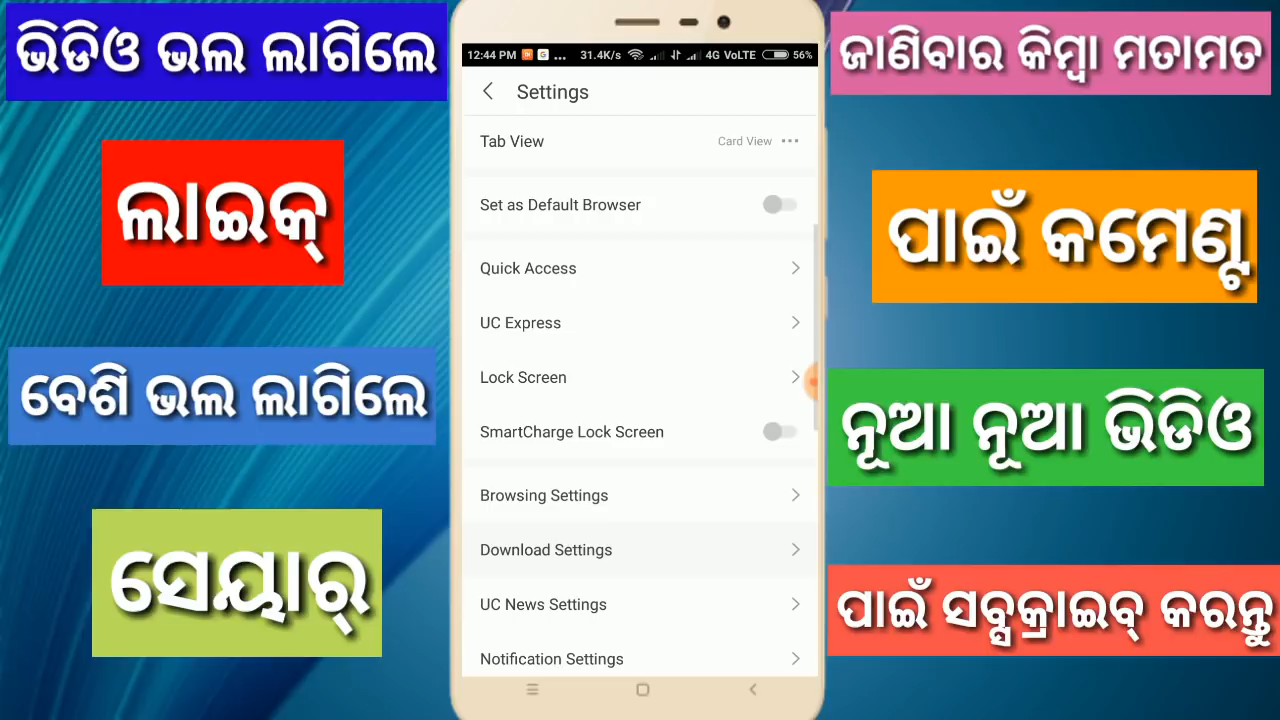 ଭିଡିଓ ଭଲ ଲାଗିଲେ
ଲାଇକ୍
ବେଶି ଭଲ ଲାଗିଲେ
ସେୟାର୍
12:44 PM ... 31.4K/s 4G VoLTE 56%
Settings
Tab View Card View
Set as Default Browser
Quick Access
UC Express
Lock Screen
SmartCharge Lock Screen
Browsing Settings
Download Settings
UC News Settings
Notification Settings
ଜାଣିବାର କିମ୍ବା ମତାମତ
ପାଇଁ କମେଣ୍ଟ
ନୂଆ ନୂଆ ଭିଡିଓ
ପାଇଁ ସବ୍ସକ୍ରାଇବ୍ କରନ୍ତୁ